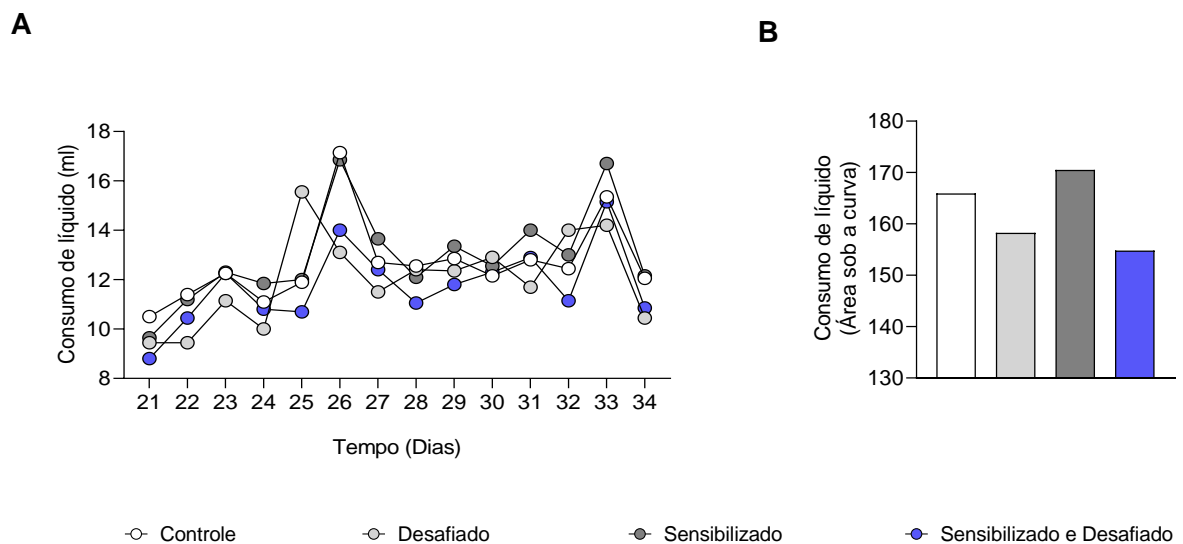 A
B
Consumo de líquido (ml)
18
16
14
12
10
8
21 22 23 24 25 26 27 28 29 30 31 32 33 34
Tempo (Dias)
Consumo de líquido
(Área sob a curva)
180
170
160
150
140
130
Controle Desafiado Sensibilizado Sensibilizado e Desafiado